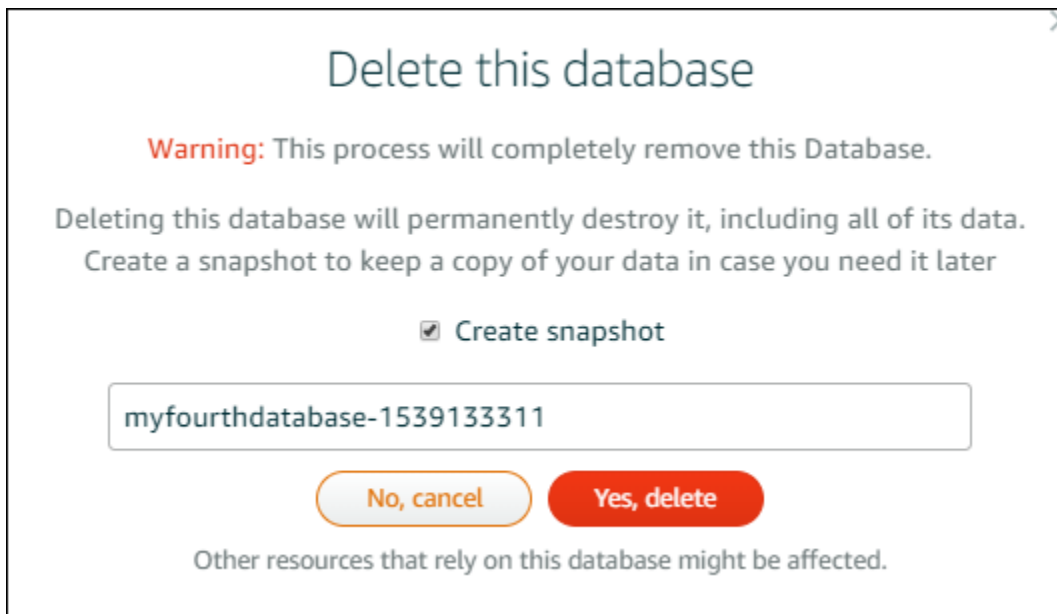 Delete this database
Warning: This process will completely remove this Database.
Deleting this database will permanently destroy it, including all of its data.
Create a snapshot to keep a copy of your data in case you need it later
Create snapshot
myfourthdatabase-1539133311
No, cancel
Yes, delete
Other resources that rely on this database might be affected.